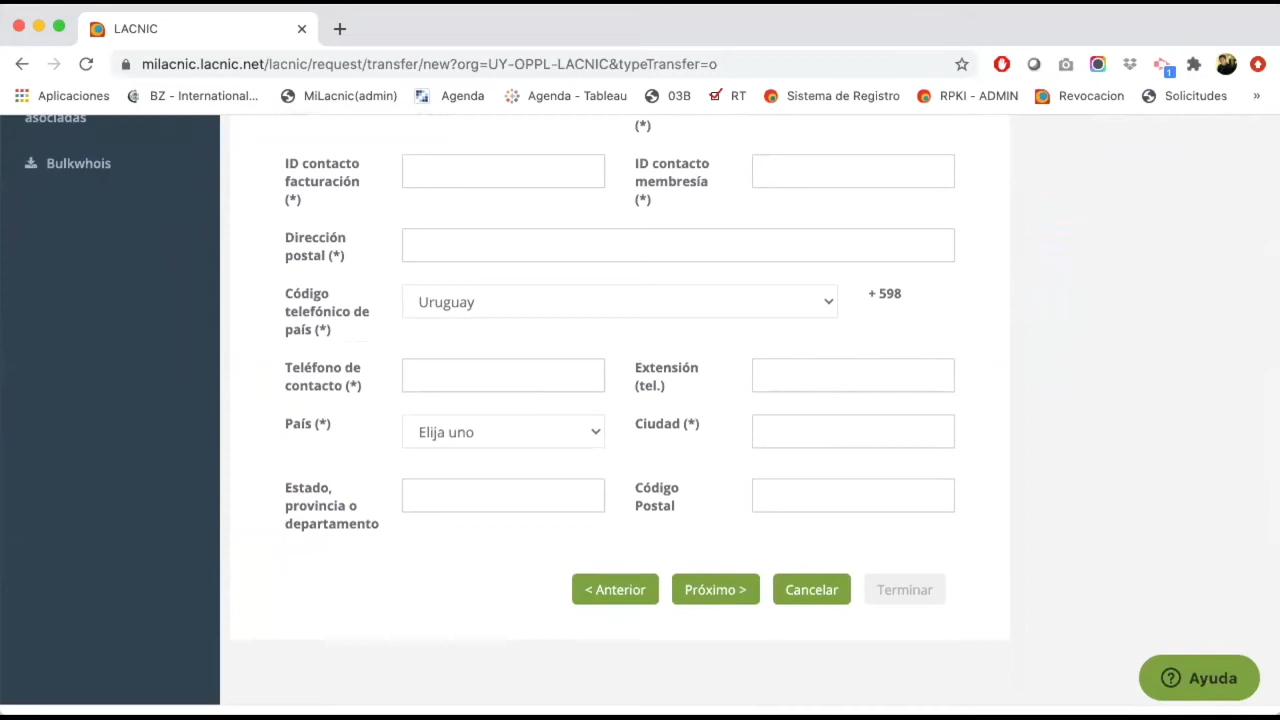 LACNIC
milacnic.lacnic.net/lacnic/request/transfer/new?org=UY-OPPL-LACNIC&typeTransfer=o
1
Aplicaciones BZ - International... MiLacnic(admin) Agenda Agenda - Tableau 03B RT Sistema de Registro RPKI - ADMIN Revocacion Solicitudes »
asociadas
Bulkwhois
(*)
ID contacto
facturación
(*)
ID contacto
membresía
(*)
Dirección
postal (*)
Código
telefónico de
país (*)
Uruguay
+ 598
Teléfono de
contacto (*)
Extensión
(tel.)
País (*)
Elija uno
Ciudad (*)
Estado,
provincia o
departamento
Código
Postal
< Anterior
Próximo >
Cancelar
Terminar
? Ayuda